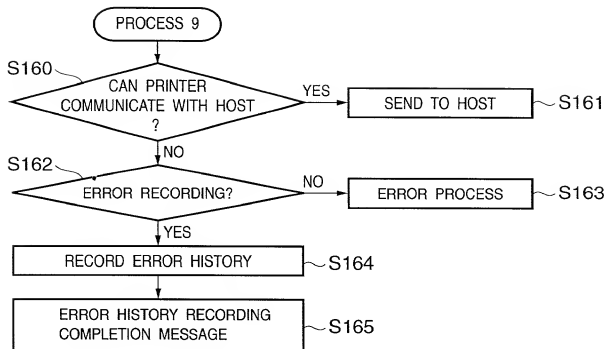 PROCESS 9
S160
CAN PRINTER
COMMUNICATE WITH HOST
?
YES
SEND TO HOST
S161
NO
S162
ERROR RECORDING?
NO
ERROR PROCESS
S163
YES
RECORD ERROR HISTORY
S164
ERROR HISTORY RECORDING
COMPLETION MESSAGE
S165